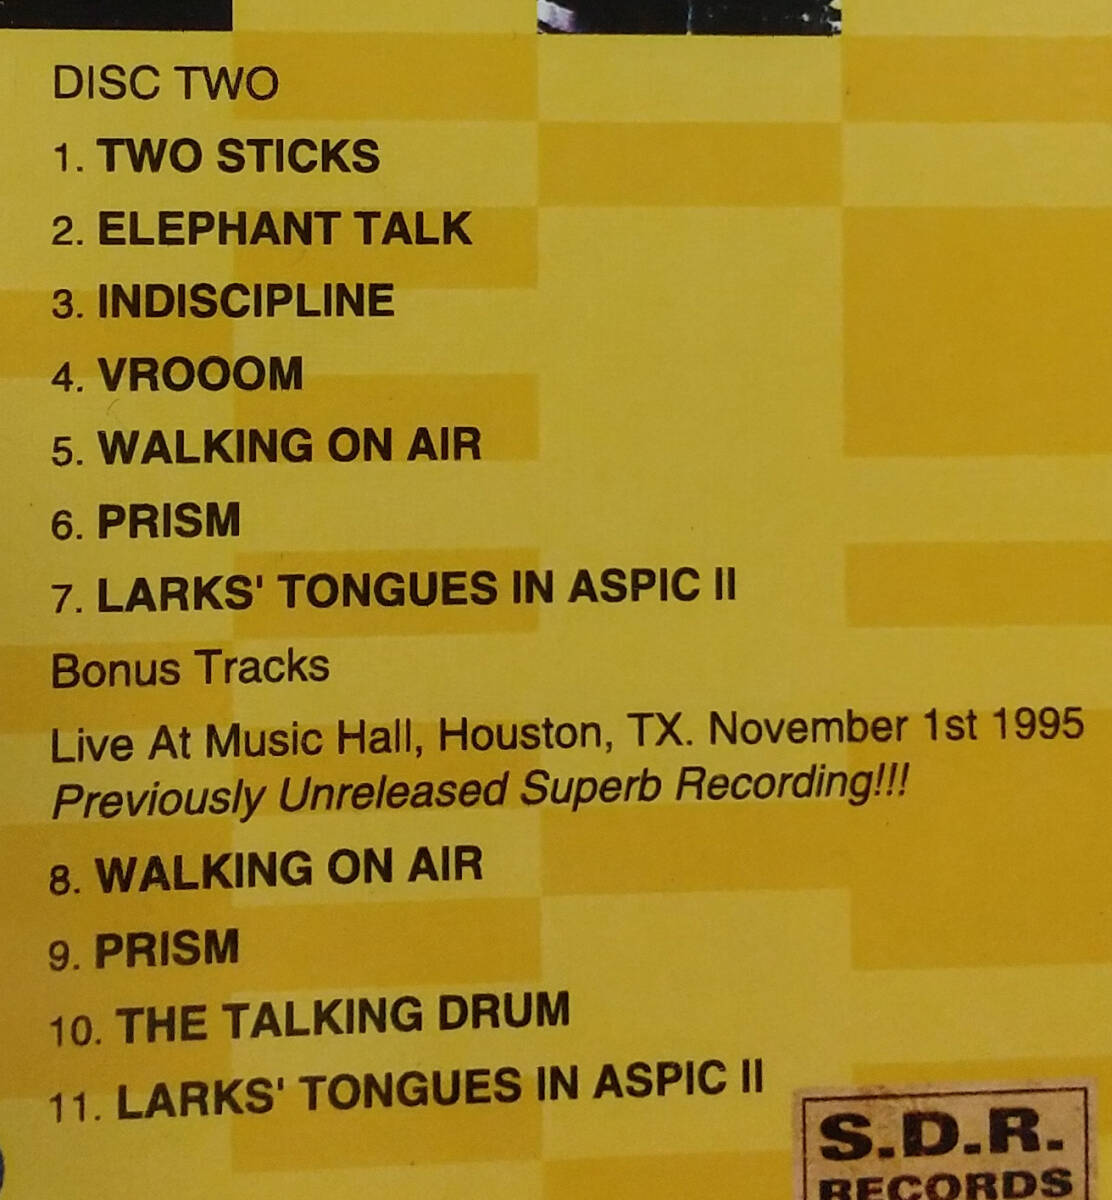 DISC TWO
1. TWO STICKS
2. ELEPHANT TALK
3. INDISCIPLINE
4. VROOOM
5. WALKING ON AIR
6. PRISM
7. LARKS' TONGUES IN ASPIC II
Bonus Tracks
Live At Music Hall, Houston, TX. November 1st 1995
Previously Unreleased Superb Recording!!!
8. WALKING ON AIR
9. PRISM
10. THE TALKING DRUM
11. LARKS' TONGUES IN ASPIC II
S.D.R.
RECORDS